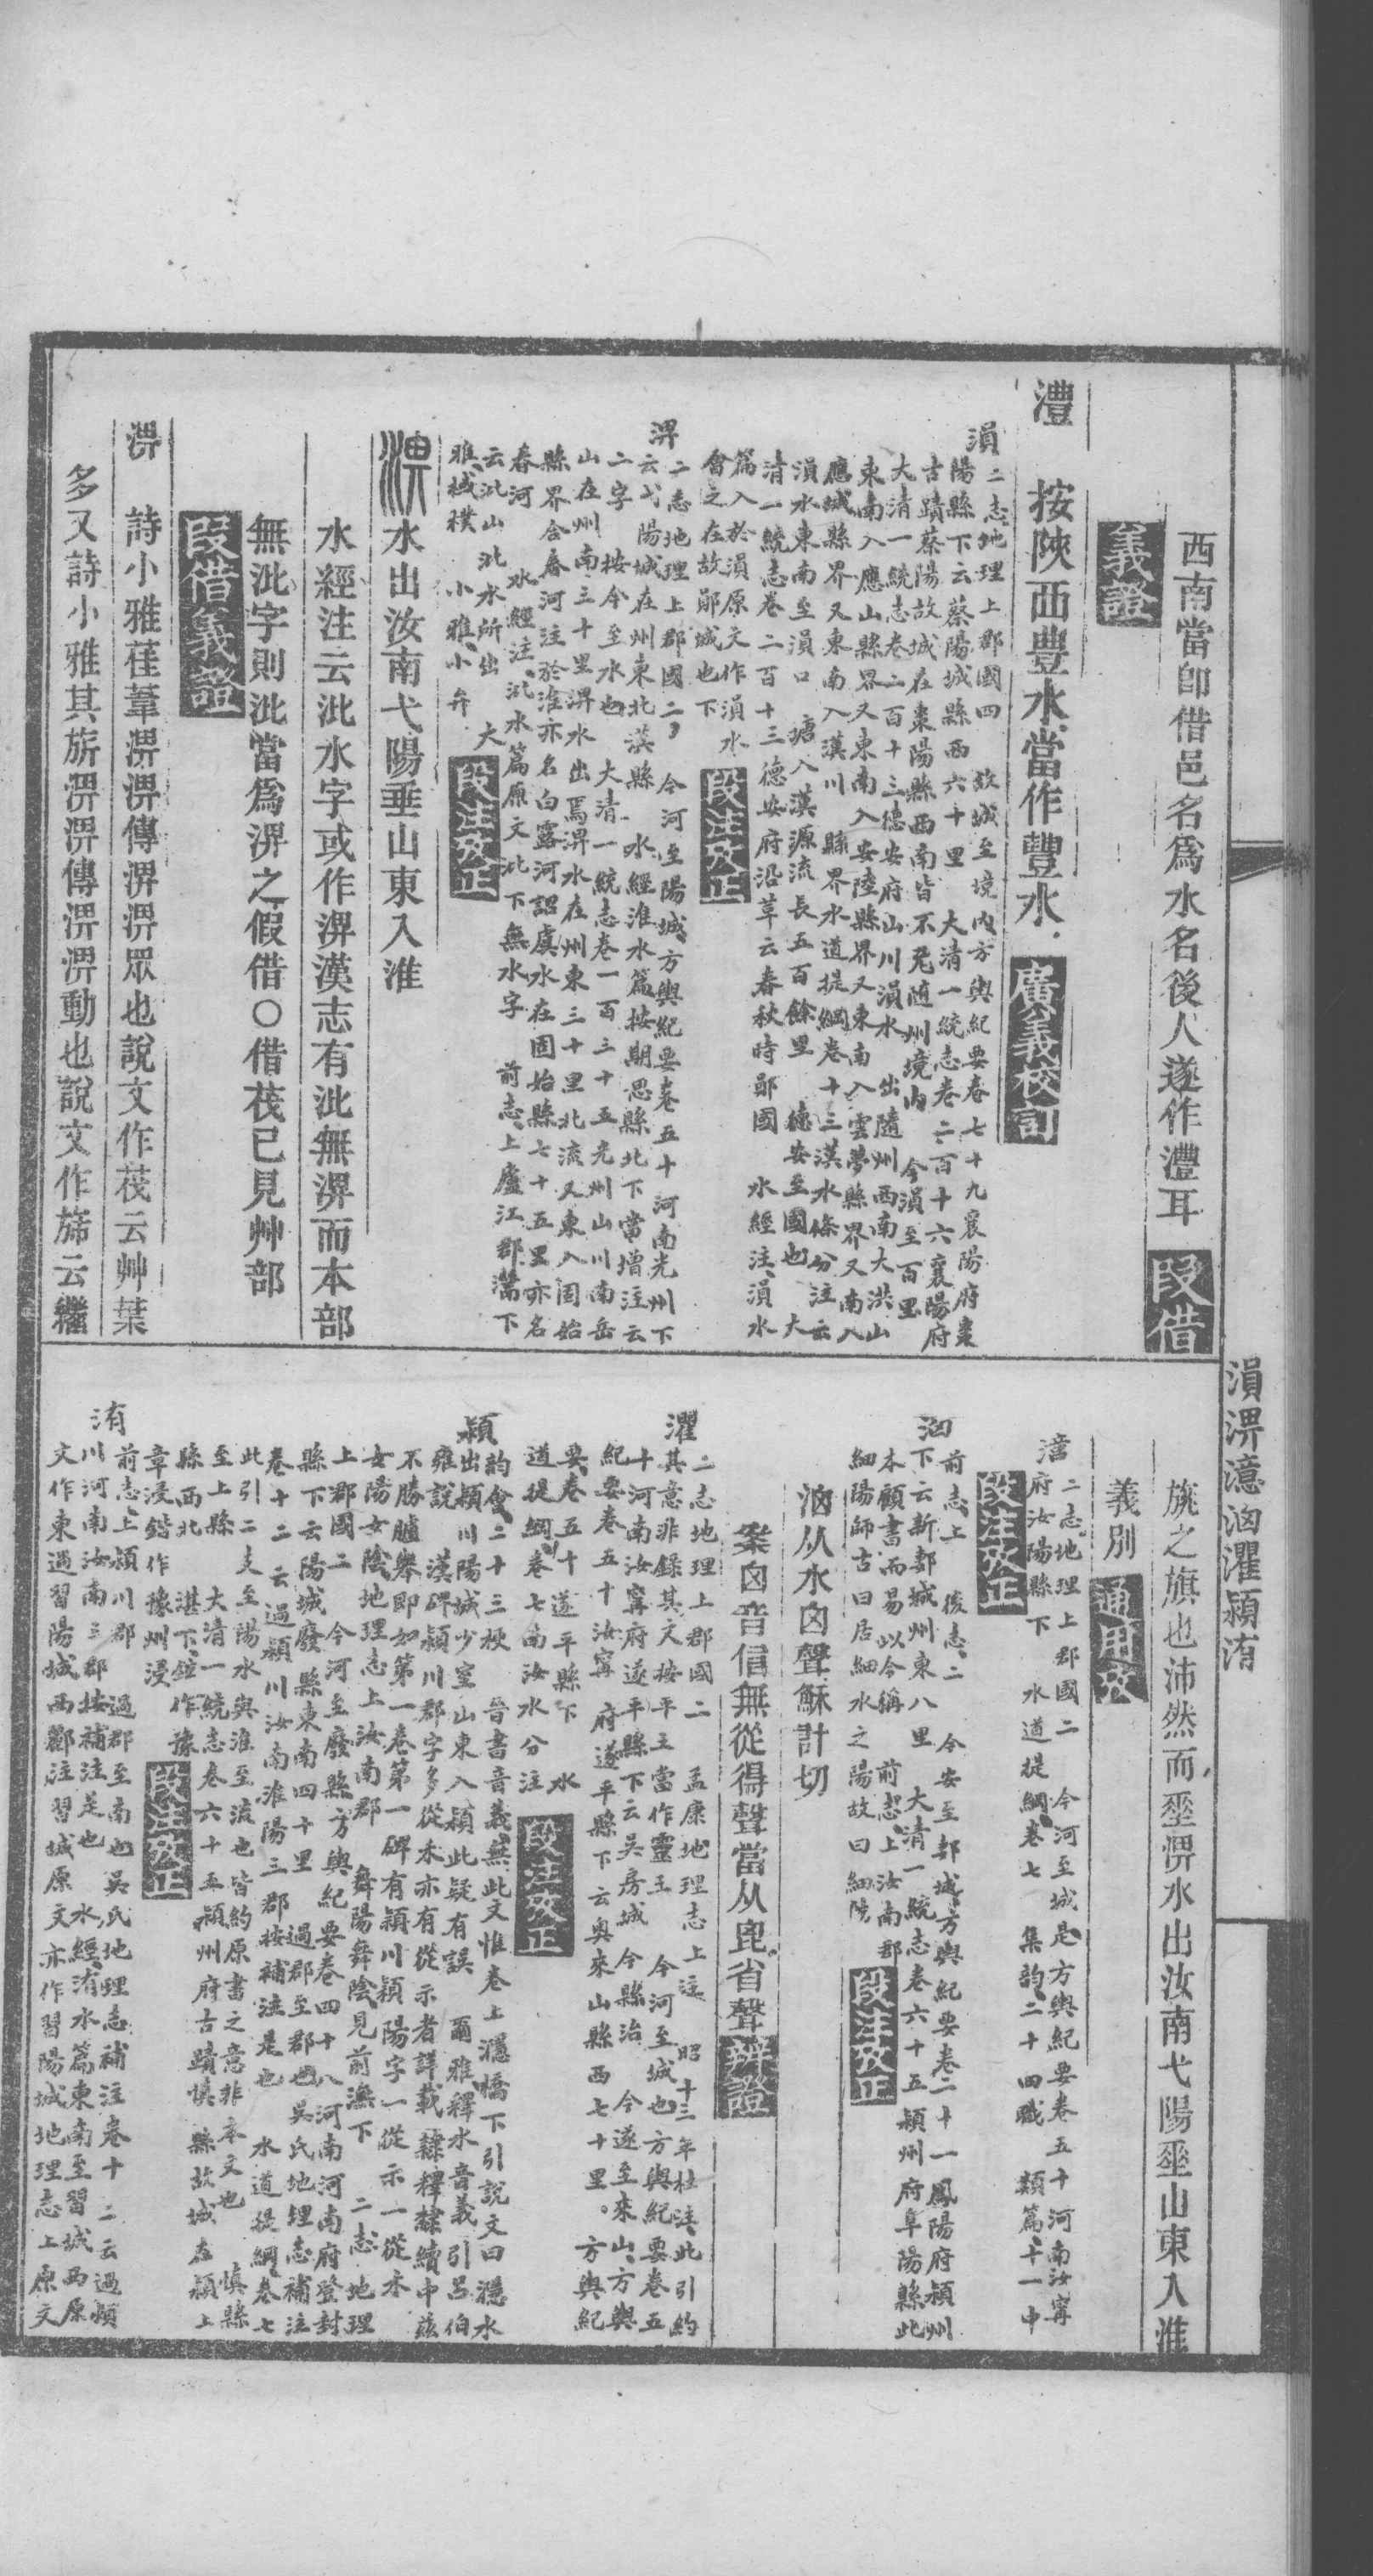 西南當卽借邑名爲水名後人遂作澧耳 段借
義證
澧 按陝西豐水當作豐水 廣義校訂
溳 二志地理上郡國四 故城至境內方輿紀要卷七十九襄陽府棗
陽縣下云蔡陽城縣西六十里 大清一統志卷二百十六襄陽府
古蹟蔡陽故城在棗陽縣西南皆不克隨州境內 今溳至百里
大清一統志卷二百十三德安府山川溳水 出隨州西南大洪山
東南入應山縣界又東南入安陸縣界又東南入雲夢縣界又南入
應城縣界又東南入漢川縣界水道提綱卷十三漢水條分注云
溳水東南至溳口 塘入漢源流長五百餘里 德安至國也 大
清一統志卷二百十三德安府沿革云春秋時鄖國 水經注溳水
篇入於溳原文作溳水
會之在故鄖城也下 段注攷正
淠 二志地理上郡國二 今河至陽城方輿紀要卷五十河南光州下
云弋陽城在州東北漢縣 水經淮水篇按期思縣北下當增注云
二字 按今至水也 大清一統志卷一百三十五光州山川南岳
山在州南三十里淠水出焉淠水在州東三十里北流又東入固始
縣界合春河注於淮亦名白露河詔虞水在固始縣七十五里亦名
春河 水經注沘水篇原文沘下無水字 前志上廬江郡灊下
云沘山沘水所出 大
雅棫樸 小雅小弁 段注攷正
淠水出汝南弋陽垂山東入淮
水經注云沘水字或作淠漢志有沘無淠而本部
無沘字則沘當爲淠之假借〇借茷已見艸部
段借義證
淠 詩小雅萑葦淠淠傳淠淠眾也說文作茷云艸葉
多又詩小雅其旂淠淠傳淠淠動也說文作㫍云繼
溳淠澺洶灈潁洧
旐之旗也沛然而垂淠水出汝南弋陽垂山東入淮
義別 通用攷
澺 二志地理上郡國二 今河至城是方輿紀要卷五十河南汝寧
府汝陽縣下 水道提綱卷七 集韵二十四職 類篇十一中
段注攷正
洶 前志上 後志二 今安至郪城方輿紀要卷二十一鳳陽府潁州
下云新郪城州東八里 大清一統志卷六十五潁州府阜陽縣此
本顧書而易以今稱 前志上汝南郡
細陽師古曰居細水之陽故曰細陵 段注攷正
洶从水囟聲穌計切
案囟音信無從得聲當从毘省聲 辨證
灈 二志地理上郡國二 孟康地理志上注 昭十三年杜注此引約
其意非錄其文按平王當作靈王 今河至城也方輿紀要卷五
十河南汝寧府遂平縣下云吳房城今縣治 今遂至來山方輿
紀要卷五十汝寧府遂平縣下云奧來山縣西七十里。方輿紀
要卷五十遂平縣下 水
道提綱卷七南汝水分注 段注攷正
潁 韵會二十三梗 晉書音義無此文惟卷上濦橋下引說文曰濦水
出潁川陽城少室山東入潁此疑有誤 爾雅釋水音義引呂伯
雍說 漢碑潁川郡字多從未亦有從示者詳載隸釋隸續中茲
不勝臚舉卽如第一卷第一碑有潁川潁陽字一從示一從木
女陽女陰地理志上汝南郡 舞陽舞陰見前潕下 二志地理
上郡國二 今河至廢縣方輿紀要卷四十八河南河南府登封
縣下云陽城廢縣東南四十里 過郡至郡也吳氏地理志補注
卷十二云過潁川汝南淮陽三郡按補注是也 水道提綱卷七
此引二支至陽水與淮至流也皆約原書之意非本文也 愼縣
至上縣 大清一統志卷六十五潁州府古蹟愼縣故城在潁上
縣西北 湛下鍇作豫
章浸鍇作豫州浸 段注攷正
洧 前志上潁川郡 過郡至南也吳氏地理志補注卷十二云過潁
川河南汝南三郡按補注是也 水經洧水篇東南至習城西原
文作東過習陽城西酈注習城原文亦作習陽城地理志上原文